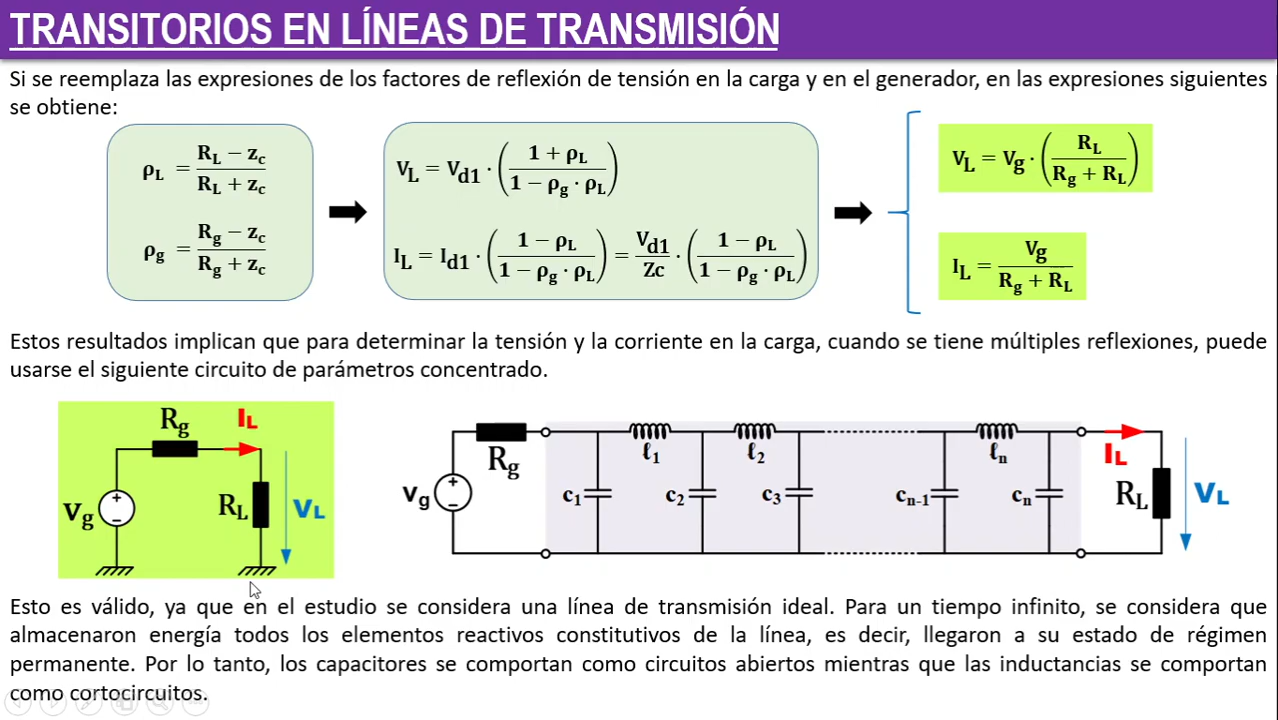 TRANSITORIOS EN LÍNEAS DE TRANSMISIÓN
Si se reemplaza las expresiones de los factores de reflexión de tensión en la carga y en el generador, en las expresiones siguientes
se obtiene:
ρL = (RL − zc) / (RL + zc)
ρg = (Rg − zc) / (Rg + zc)
VL = Vd1 · ((1 + ρL) / (1 − ρg · ρL))
IL = Id1 · ((1 − ρL) / (1 − ρg · ρL)) = Vd1 / Zc · ((1 − ρL) / (1 − ρg · ρL))
VL = Vg · (RL / (Rg + RL))
IL = Vg / (Rg + RL)
Estos resultados implican que para determinar la tensión y la corriente en la carga, cuando se tiene múltiples reflexiones, puede
usarse el siguiente circuito de parámetros concentrado.
Rg
IL
Vg
+
−
RL
VL
Rg
Vg
+
−
ℓ1
ℓ2
ℓn
c1
c2
c3
cn-1
cn
IL
RL
VL
Esto es válido, ya que en el estudio se considera una línea de transmisión ideal. Para un tiempo infinito, se considera que
almacenaron energía todos los elementos reactivos constitutivos de la línea, es decir, llegaron a su estado de régimen
permanente. Por lo tanto, los capacitores se comportan como circuitos abiertos mientras que las inductancias se comportan
como cortocircuitos.